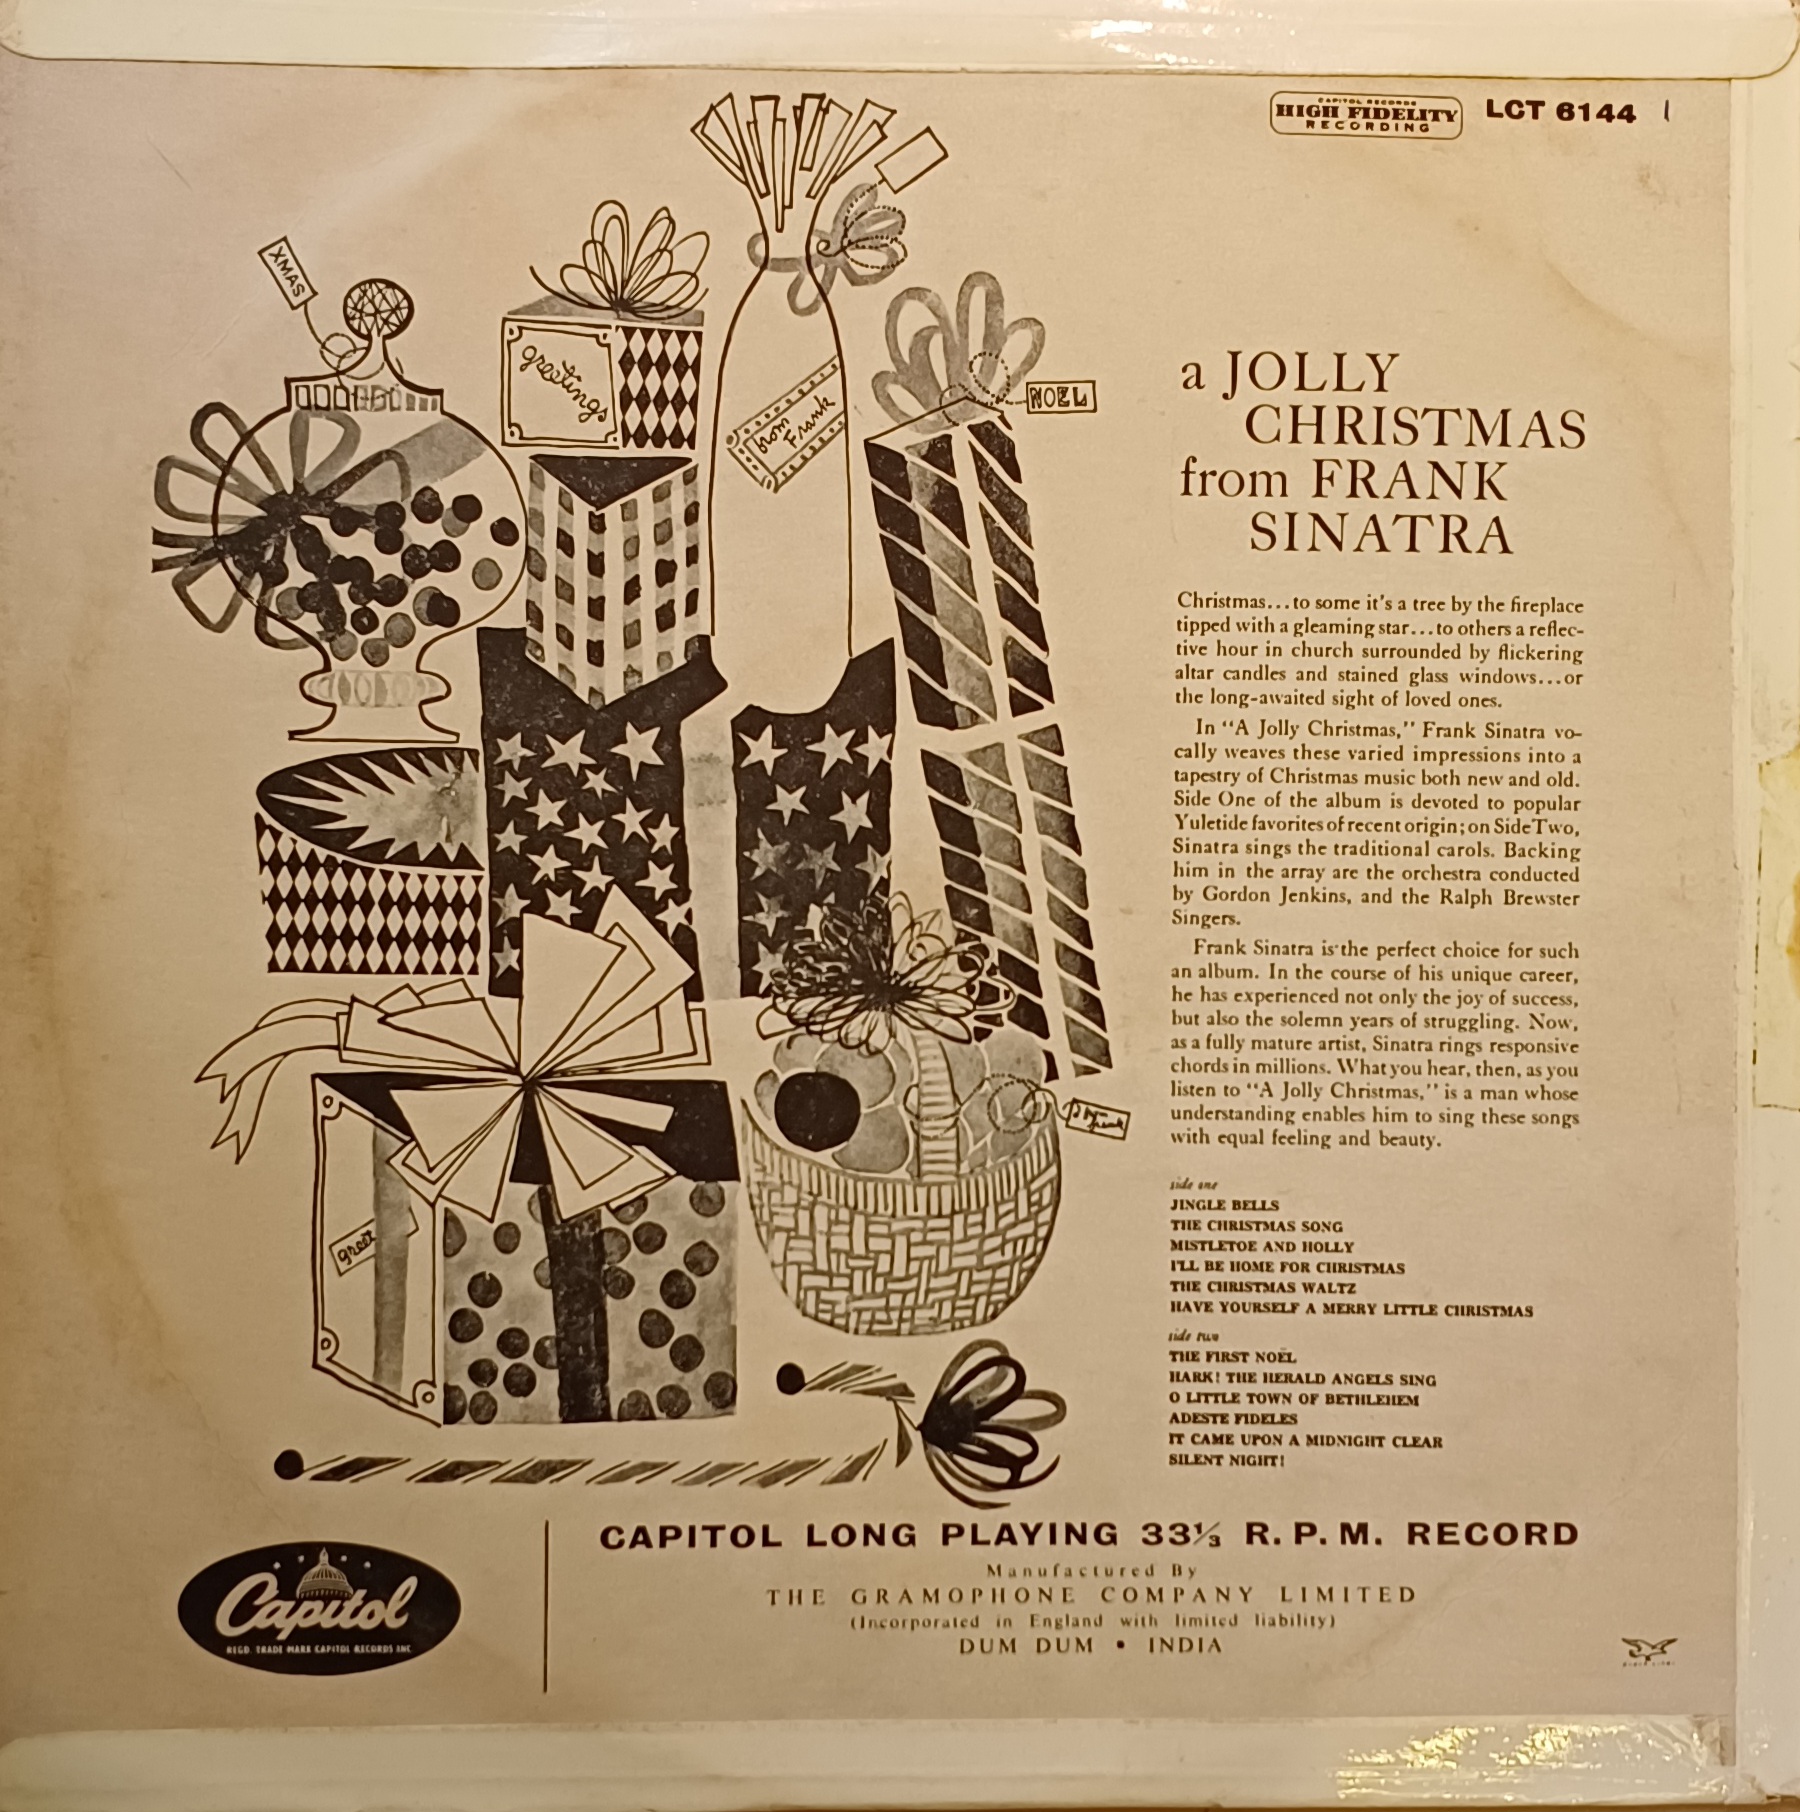 CAPITOL RECORDS
HIGH FIDELITY
RECORDING
LCT 6144
XMAS
greetings
from
Frank
NOEL
a JOLLY
CHRISTMAS
from FRANK
SINATRA
Christmas...to some it's a tree by the fireplace
tipped with a gleaming star...to others a reflec-
tive hour in church surrounded by flickering
altar candles and stained glass windows...or
the long-awaited sight of loved ones.
In "A Jolly Christmas," Frank Sinatra vo-
cally weaves these varied impressions into a
tapestry of Christmas music both new and old.
Side One of the album is devoted to popular
Yuletide favorites of recent origin; on Side Two,
Sinatra sings the traditional carols. Backing
him in the array are the orchestra conducted
by Gordon Jenkins, and the Ralph Brewster
Singers.
Frank Sinatra is the perfect choice for such
an album. In the course of his unique career,
he has experienced not only the joy of success,
but also the solemn years of struggling. Now,
as a fully mature artist, Sinatra rings responsive
chords in millions. What you hear, then, as you
listen to "A Jolly Christmas," is a man whose
understanding enables him to sing these songs
with equal feeling and beauty.
greet
side one
JINGLE BELLS
THE CHRISTMAS SONG
MISTLETOE AND HOLLY
I'LL BE HOME FOR CHRISTMAS
THE CHRISTMAS WALTZ
HAVE YOURSELF A MERRY LITTLE CHRISTMAS
side two
THE FIRST NOËL
HARK! THE HERALD ANGELS SING
O LITTLE TOWN OF BETHLEHEM
ADESTE FIDELES
IT CAME UPON A MIDNIGHT CLEAR
SILENT NIGHT!
CAPITOL LONG PLAYING 33⅓ R.P.M. RECORD
Manufactured By
THE GRAMOPHONE COMPANY LIMITED
(Incorporated in England with limited liability)
DUM DUM • INDIA
Capitol
REGD. TRADE MARK CAPITOL RECORDS INC.